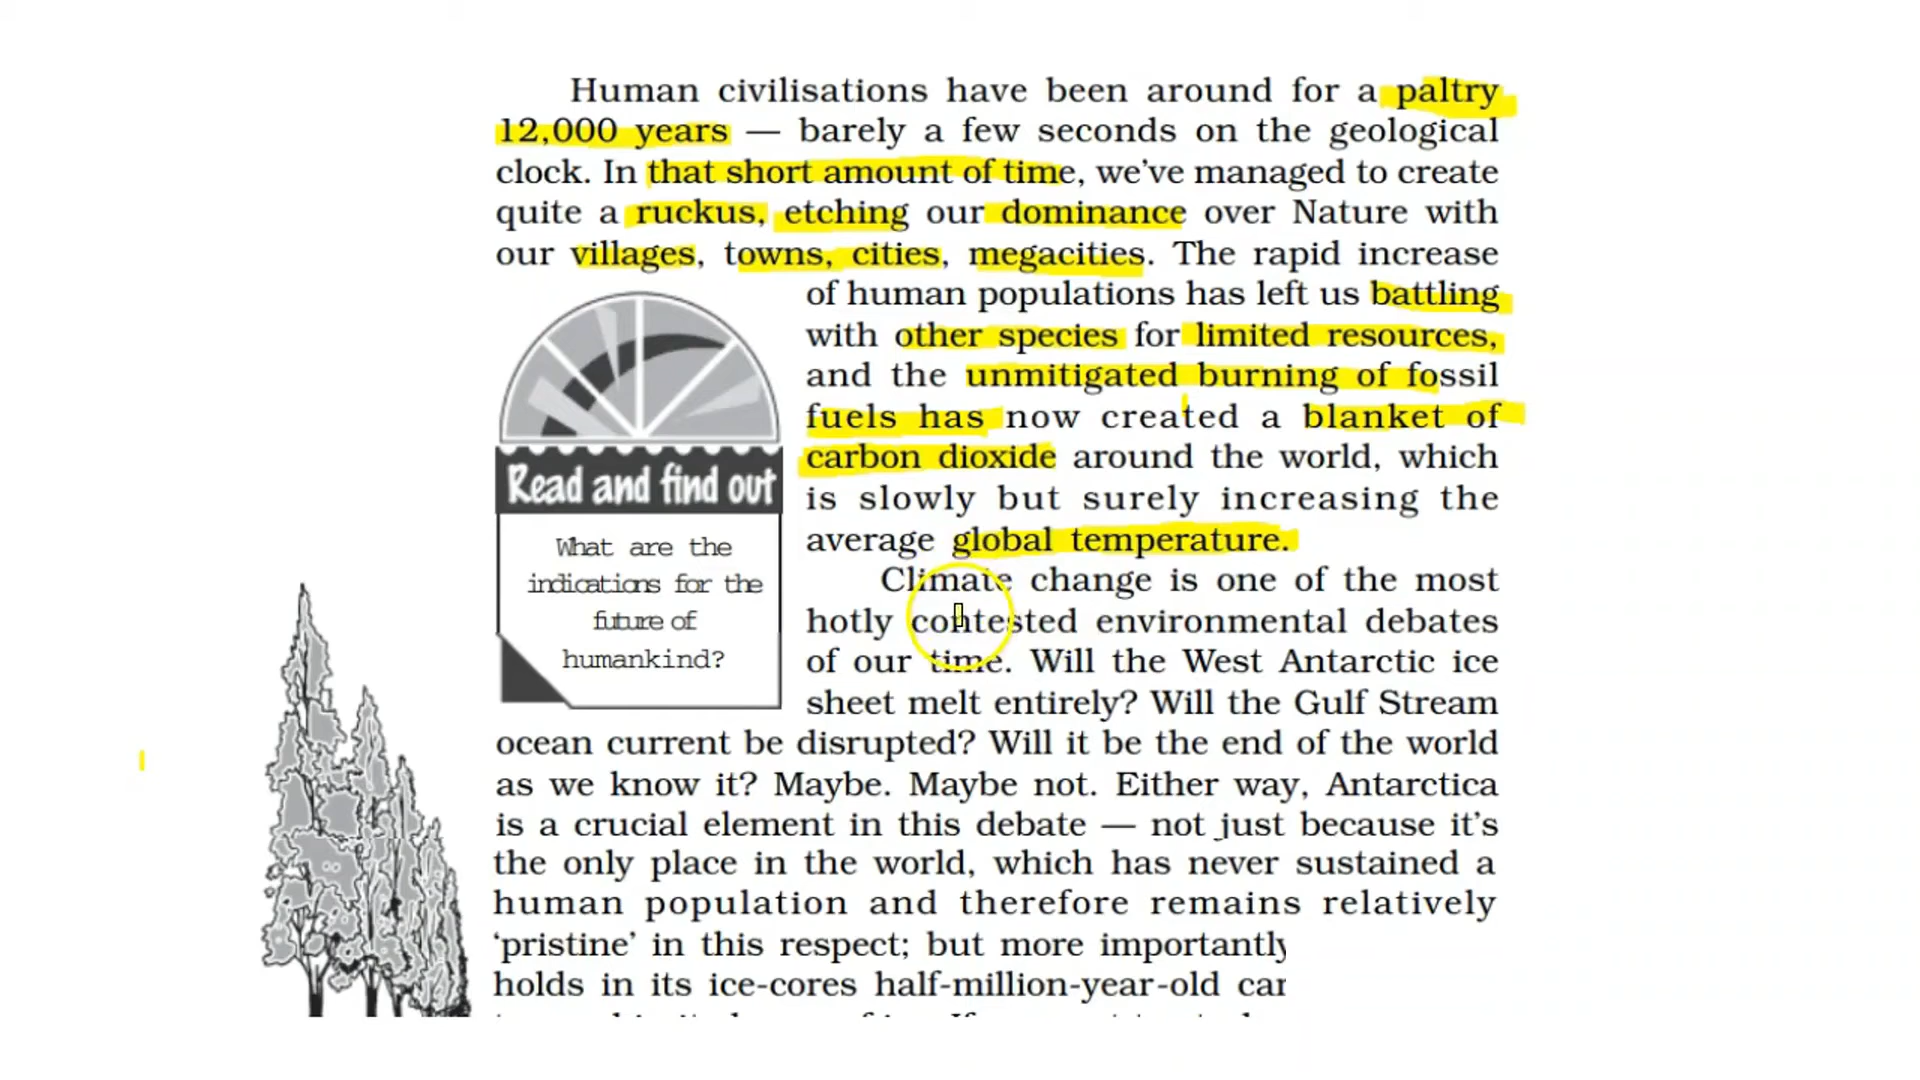 Human civilisations have been around for a paltry
12,000 years — barely a few seconds on the geological
clock. In that short amount of time, we've managed to create
quite a ruckus, etching our dominance over Nature with
our villages, towns, cities, megacities. The rapid increase
of human populations has left us battling
with other species for limited resources,
and the unmitigated burning of fossil
fuels has now created a blanket of
carbon dioxide around the world, which
is slowly but surely increasing the
average global temperature.
Read and find out
What are the
indications for the
future of
humankind?
Climate change is one of the most
hotly contested environmental debates
of our time. Will the West Antarctic ice
sheet melt entirely? Will the Gulf Stream
ocean current be disrupted? Will it be the end of the world
as we know it? Maybe. Maybe not. Either way, Antarctica
is a crucial element in this debate — not just because it's
the only place in the world, which has never sustained a
human population and therefore remains relatively
‘pristine’ in this respect; but more importantly
holds in its ice-cores half-million-year-old car